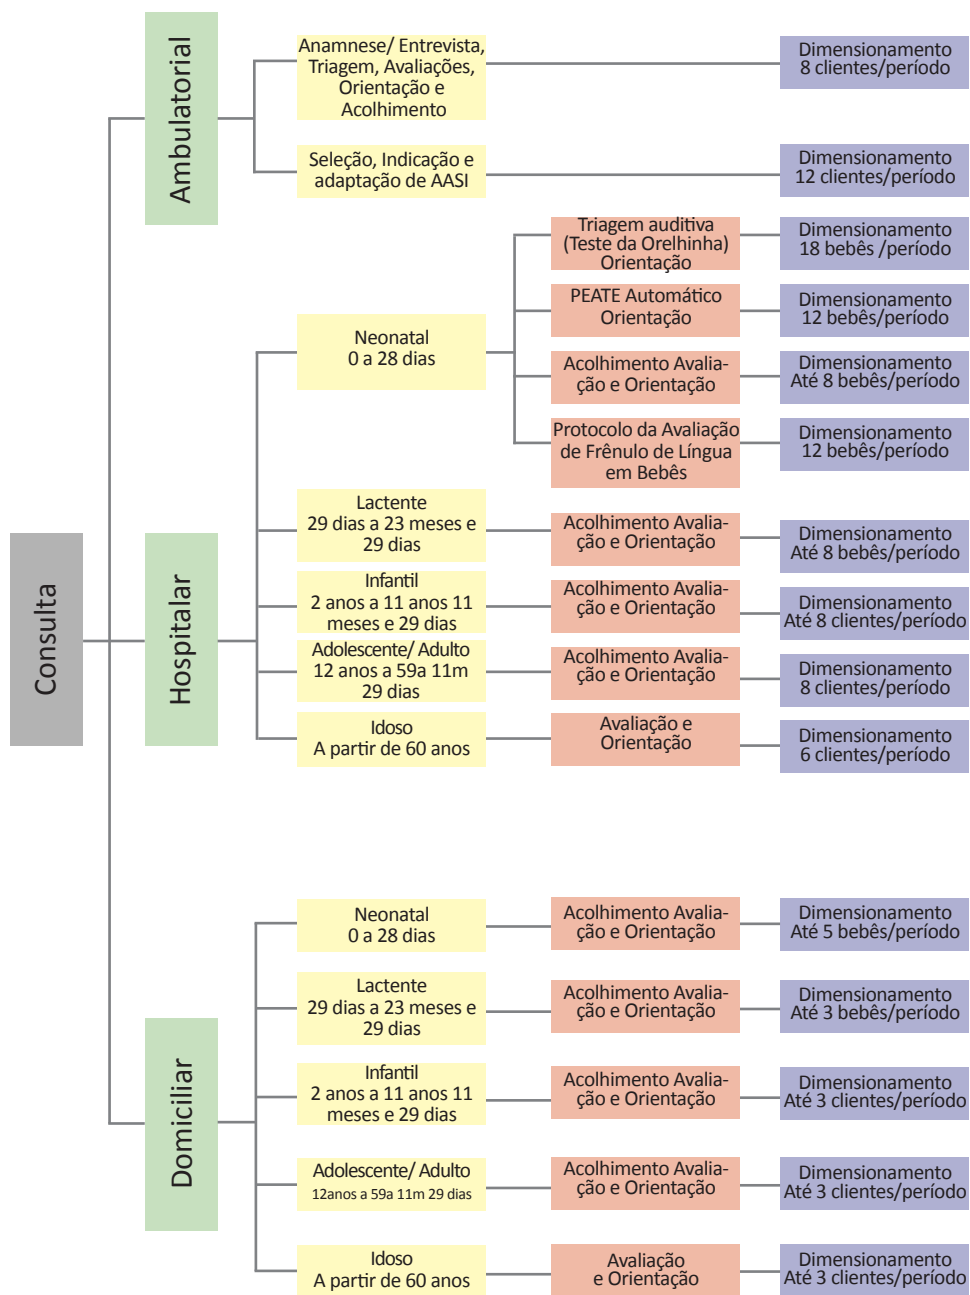 Consulta
Ambulatorial
Anamnese/ Entrevista,
Triagem, Avaliações,
Orientação e
Acolhimento
Dimensionamento
8 clientes/período
Seleção, Indicação e
adaptação de AASI
Dimensionamento
12 clientes/período
Hospitalar
Neonatal
0 a 28 dias
Triagem auditiva
(Teste da Orelhinha)
Orientação
Dimensionamento
18 bebês /período
PEATE Automático
Orientação
Dimensionamento
12 bebês/período
Acolhimento Avalia-
ção e Orientação
Dimensionamento
Até 8 bebês/período
Protocolo da Avaliação
de Frênulo de Língua
em Bebês
Dimensionamento
12 bebês/período
Lactente
29 dias a 23 meses e
29 dias
Acolhimento Avalia-
ção e Orientação
Dimensionamento
Até 8 bebês/período
Infantil
2 anos a 11 anos 11
meses e 29 dias
Acolhimento Avalia-
ção e Orientação
Dimensionamento
Até 8 clientes/período
Adolescente/ Adulto
12 anos a 59a 11m
29 dias
Acolhimento Avalia-
ção e Orientação
Dimensionamento
8 clientes/período
Idoso
A partir de 60 anos
Avaliação e
Orientação
Dimensionamento
6 clientes/período
Domiciliar
Neonatal
0 a 28 dias
Acolhimento Avalia-
ção e Orientação
Dimensionamento
Até 5 bebês/período
Lactente
29 dias a 23 meses e
29 dias
Acolhimento Avalia-
ção e Orientação
Dimensionamento
Até 3 bebês/período
Infantil
2 anos a 11 anos 11
meses e 29 dias
Acolhimento Avalia-
ção e Orientação
Dimensionamento
Até 3 clientes/período
Adolescente/ Adulto
12anos a 59a 11m 29 dias
Acolhimento Avalia-
ção e Orientação
Dimensionamento
Até 3 clientes/período
Idoso
A partir de 60 anos
Avaliação
e Orientação
Dimensionamento
Até 3 clientes/período